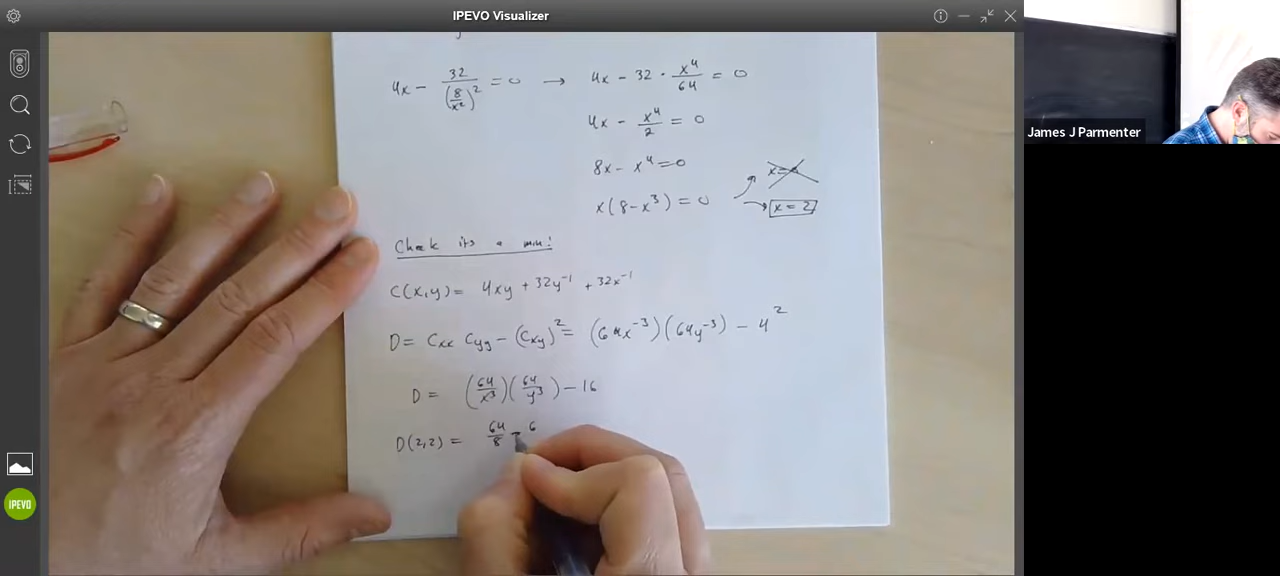 IPEVO Visualizer
James J Parmenter
4x - 32/(8/x²)² = 0 → 4x - 32 · x⁴/64 = 0
4x - x⁴/2 = 0
8x - x⁴ = 0
x(8 - x³) = 0
x = 2
Check its a min!
C(x,y) = 4xy + 32y⁻¹ + 32x⁻¹
D = Cxx Cyy - (Cxy)² = (64x⁻³)(64y⁻³) - 4²
D = (64/x³)(64/y³) - 16
D(2,2) = 64/8 · 6
IPEVO